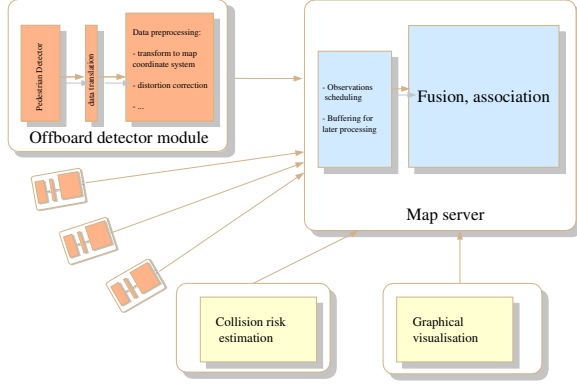 Pedestrian Detector
data translation
Data preprocessing:
- transform to map
coordinate system
- distortion correction
- ...
Offboard detector module
- Observations
scheduling
- Buffering for
later processing
Fusion, association
Map server
Collision risk
estimation
Graphical
visualisation